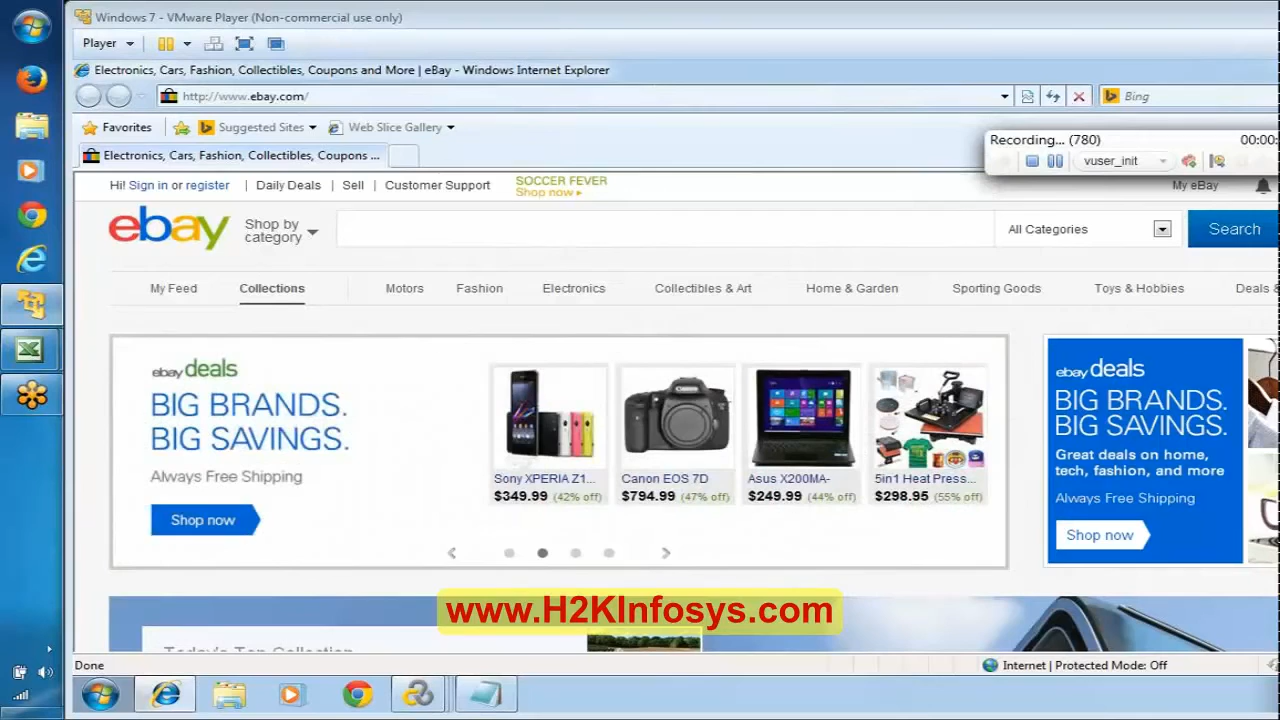 Windows 7 - VMware Player (Non-commercial use only)
Player
Electronics, Cars, Fashion, Collectibles, Coupons and More | eBay - Windows Internet Explorer
http://www.ebay.com/
Bing
Favorites Suggested Sites Web Slice Gallery
Electronics, Cars, Fashion, Collectibles, Coupons ...
Recording... (780) 00:00:
vuser_init
Hi! Sign in or register | Daily Deals | Sell | Customer Support
SOCCER FEVER
Shop now
My eBay
ebay
Shop by
category
All Categories
Search
My Feed Collections Motors Fashion Electronics Collectibles & Art Home & Garden Sporting Goods Toys & Hobbies Deals &
ebay deals
BIG BRANDS.
BIG SAVINGS.
Always Free Shipping
Shop now
Sony XPERIA Z1...
$349.99 (42% off)
Canon EOS 7D
$794.99 (47% off)
Asus X200MA-
$249.99 (44% off)
5in1 Heat Press...
$298.95 (55% off)
ebay deals
BIG BRANDS.
BIG SAVINGS.
Great deals on home,
tech, fashion, and more
Always Free Shipping
Shop now
www.H2KInfosys.com
Today's Top Collection
Done
Internet | Protected Mode: Off